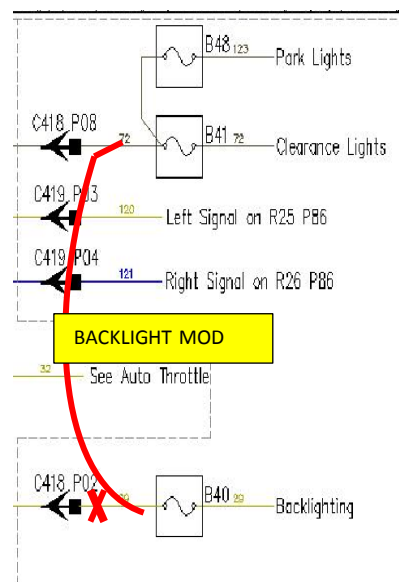 B48 123 Park Lights
C418 P08
72 B41 72 Clearance Lights
C419 P03
120 Left Signal on R25 P86
C419 P04
121 Right Signal on R26 P86
BACKLIGHT MOD
32 See Auto Throttle
C418 P02
B40 29 Backlighting